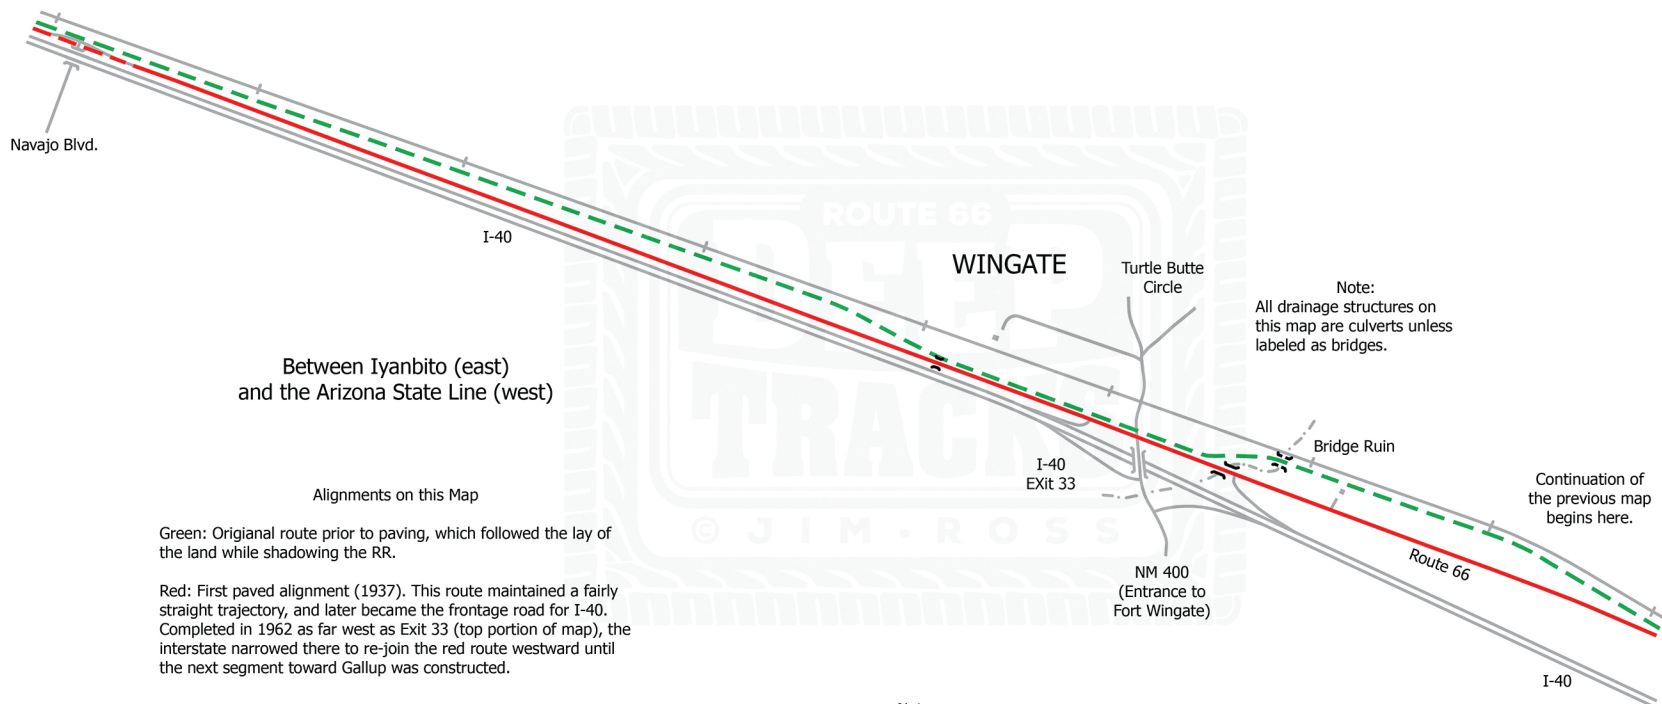 Navajo Blvd.
I-40
ROUTE 66
DEEP
TRACKS
© JIM·ROSS
WINGATE
Turtle Butte
Circle
Note:
All drainage structures on
this map are culverts unless
labeled as bridges.
Between Iyanbito (east)
and the Arizona State Line (west)
Bridge Ruin
I-40
EXit 33
Continuation of
the previous map
begins here.
Alignments on this Map
Green: Origianal route prior to paving, which followed the lay of
the land while shadowing the RR.
Red: First paved alignment (1937). This route maintained a fairly
straight trajectory, and later became the frontage road for I-40.
Completed in 1962 as far west as Exit 33 (top portion of map), the
interstate narrowed there to re-join the red route westward until
the next segment toward Gallup was constructed.
Route 66
NM 400
(Entrance to
Fort Wingate)
I-40